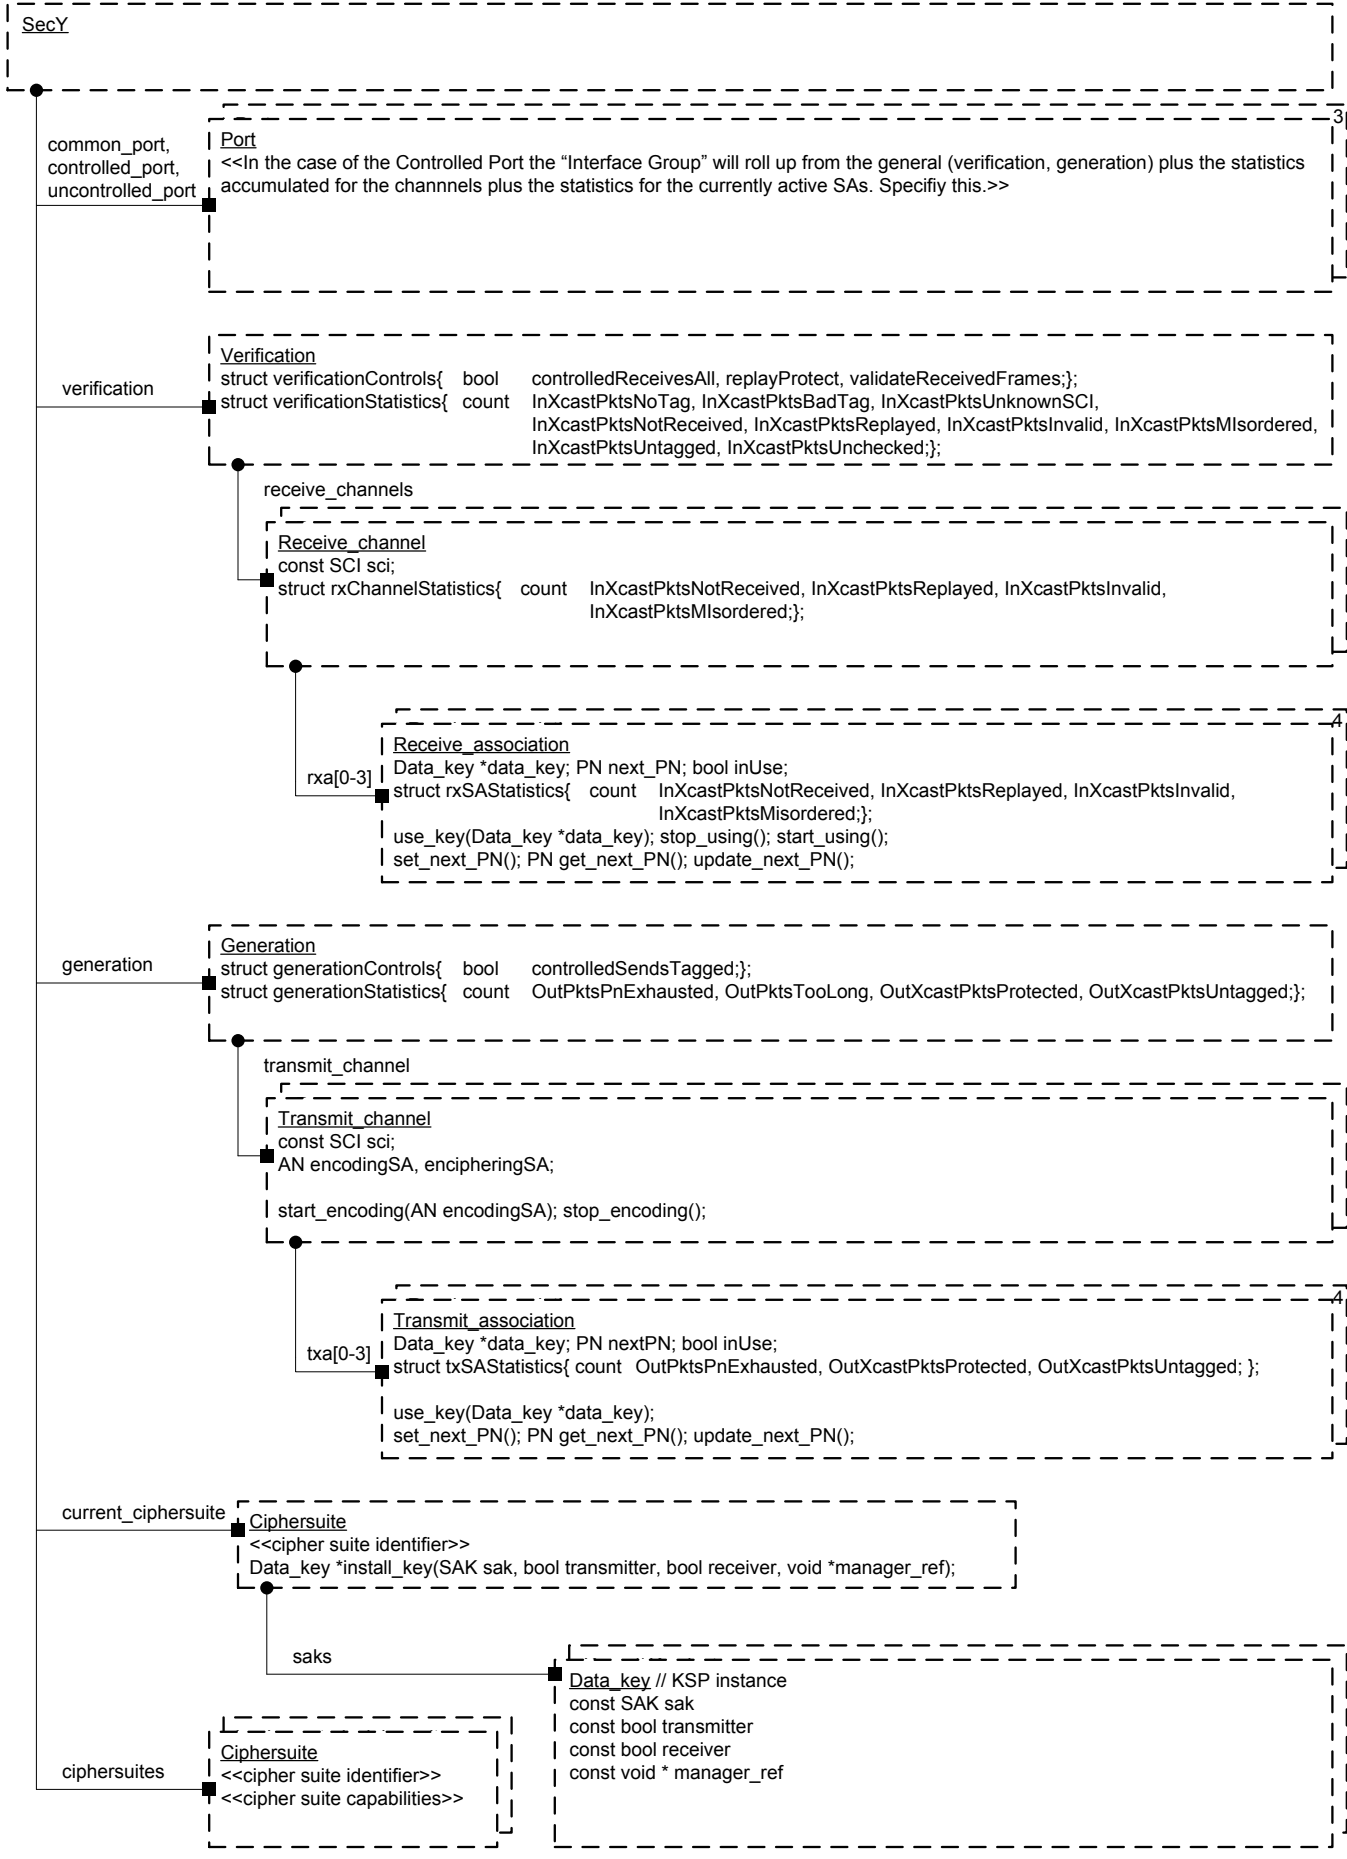 SecY
3
common_port,
controlled_port,
uncontrolled_port
Port
<<In the case of the Controlled Port the “Interface Group” will roll up from the general (verification, generation) plus the statistics
accumulated for the channnels plus the statistics for the currently active SAs. Specifiy this.>>
verification
Verification
struct verificationControls{ bool controlledReceivesAll, replayProtect, validateReceivedFrames;};
struct verificationStatistics{ count InXcastPktsNoTag, InXcastPktsBadTag, InXcastPktsUnknownSCI,
InXcastPktsNotReceived, InXcastPktsReplayed, InXcastPktsInvalid, InXcastPktsMIsordered,
InXcastPktsUntagged, InXcastPktsUnchecked;};
receive_channels
Receive_channel
const SCI sci;
struct rxChannelStatistics{ count InXcastPktsNotReceived, InXcastPktsReplayed, InXcastPktsInvalid,
InXcastPktsMIsordered;};
4
rxa[0-3]
Receive_association
Data_key *data_key; PN next_PN; bool inUse;
struct rxSAStatistics{ count InXcastPktsNotReceived, InXcastPktsReplayed, InXcastPktsInvalid,
InXcastPktsMisordered;};
use_key(Data_key *data_key); stop_using(); start_using();
set_next_PN(); PN get_next_PN(); update_next_PN();
generation
Generation
struct generationControls{ bool controlledSendsTagged;};
struct generationStatistics{ count OutPktsPnExhausted, OutPktsTooLong, OutXcastPktsProtected, OutXcastPktsUntagged;};
transmit_channel
Transmit_channel
const SCI sci;
AN encodingSA, encipheringSA;
start_encoding(AN encodingSA); stop_encoding();
4
txa[0-3]
Transmit_association
Data_key *data_key; PN nextPN; bool inUse;
struct txSAStatistics{ count OutPktsPnExhausted, OutXcastPktsProtected, OutXcastPktsUntagged; };
use_key(Data_key *data_key);
set_next_PN(); PN get_next_PN(); update_next_PN();
current_ciphersuite
Ciphersuite
<<cipher suite identifier>>
Data_key *install_key(SAK sak, bool transmitter, bool receiver, void *manager_ref);
saks
Data_key // KSP instance
const SAK sak
const bool transmitter
const bool receiver
const void * manager_ref
ciphersuites
Ciphersuite
<<cipher suite identifier>>
<<cipher suite capabilities>>